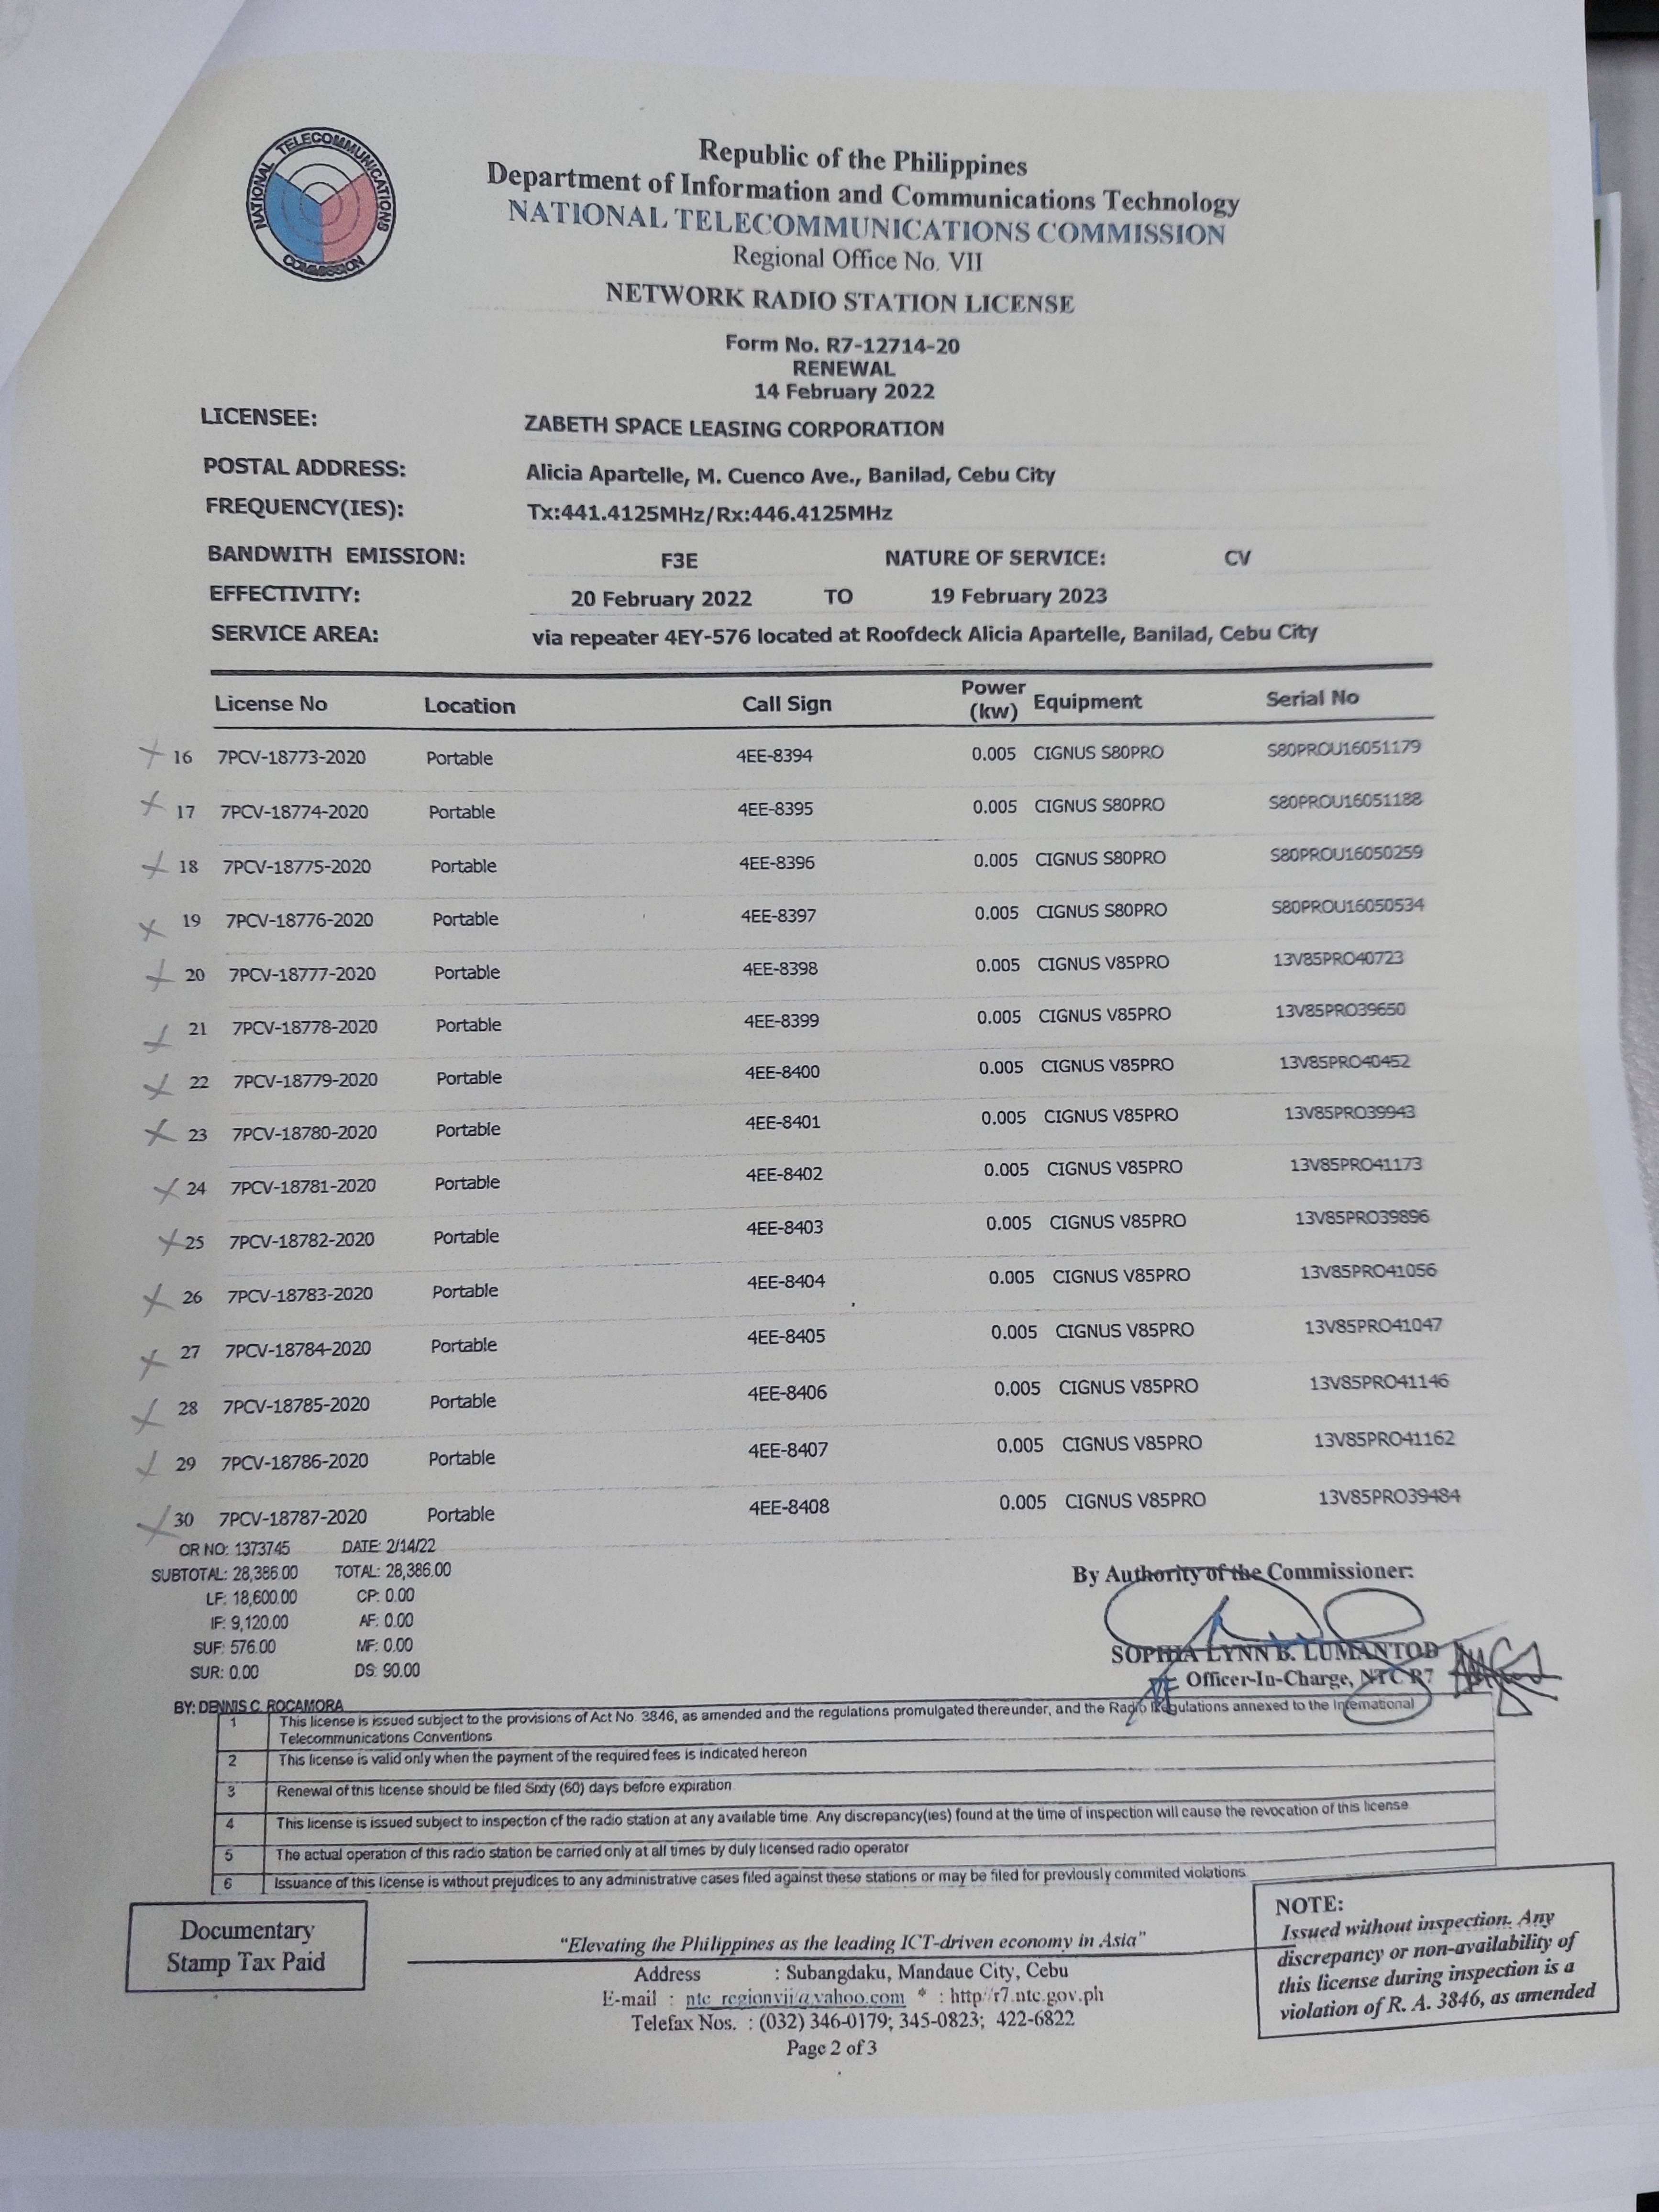 NATIONAL TELECOMMUNICATIONS COMMISSION
Republic of the Philippines
Department of Information and Communications Technology
NATIONAL TELECOMMUNICATIONS COMMISSION
Regional Office No. VII
NETWORK RADIO STATION LICENSE
Form No. R7-12714-20
RENEWAL
14 February 2022
LICENSEE: ZABETH SPACE LEASING CORPORATION
POSTAL ADDRESS: Alicia Apartelle, M. Cuenco Ave., Banilad, Cebu City
FREQUENCY(IES): Tx:441.4125MHz/Rx:446.4125MHz
BANDWITH EMISSION: F3E NATURE OF SERVICE: CV
EFFECTIVITY: 20 February 2022 TO 19 February 2023
SERVICE AREA: via repeater 4EY-576 located at Roofdeck Alicia Apartelle, Banilad, Cebu City
License No Location Call Sign Power (kw) Equipment Serial No
16 7PCV-18773-2020 Portable 4EE-8394 0.005 CIGNUS S80PRO S80PROU16051179
17 7PCV-18774-2020 Portable 4EE-8395 0.005 CIGNUS S80PRO S80PROU16051188
18 7PCV-18775-2020 Portable 4EE-8396 0.005 CIGNUS S80PRO S80PROU16050259
19 7PCV-18776-2020 Portable 4EE-8397 0.005 CIGNUS S80PRO S80PROU16050534
20 7PCV-18777-2020 Portable 4EE-8398 0.005 CIGNUS V85PRO 13V85PRO40723
21 7PCV-18778-2020 Portable 4EE-8399 0.005 CIGNUS V85PRO 13V85PRO39650
22 7PCV-18779-2020 Portable 4EE-8400 0.005 CIGNUS V85PRO 13V85PRO40452
23 7PCV-18780-2020 Portable 4EE-8401 0.005 CIGNUS V85PRO 13V85PRO39943
24 7PCV-18781-2020 Portable 4EE-8402 0.005 CIGNUS V85PRO 13V85PRO41173
25 7PCV-18782-2020 Portable 4EE-8403 0.005 CIGNUS V85PRO 13V85PRO39896
26 7PCV-18783-2020 Portable 4EE-8404 0.005 CIGNUS V85PRO 13V85PRO41056
27 7PCV-18784-2020 Portable 4EE-8405 0.005 CIGNUS V85PRO 13V85PRO41047
28 7PCV-18785-2020 Portable 4EE-8406 0.005 CIGNUS V85PRO 13V85PRO41146
29 7PCV-18786-2020 Portable 4EE-8407 0.005 CIGNUS V85PRO 13V85PRO41162
30 7PCV-18787-2020 Portable 4EE-8408 0.005 CIGNUS V85PRO 13V85PRO39484
OR NO: 1373745 DATE: 2/14/22
SUBTOTAL: 28,386.00 TOTAL: 28,386.00
LF: 18,600.00 CP: 0.00
IF: 9,120.00 AF: 0.00
SUF: 576.00 MF: 0.00
SUR: 0.00 DS: 90.00
By Authority of the Commissioner:
SOPHIA LYNN B. LUMANTOD
Officer-In-Charge, NTC R7
BY: DENNIS C. ROCAMORA
1 This license is issued subject to the provisions of Act No. 3846, as amended and the regulations promulgated thereunder, and the Radio Regulations annexed to the International
Telecommunications Conventions
2 This license is valid only when the payment of the required fees is indicated hereon
3 Renewal of this license should be filed Sixty (60) days before expiration.
4 This license is issued subject to inspection of the radio station at any available time. Any discrepancy(ies) found at the time of inspection will cause the revocation of this license
5 The actual operation of this radio station be carried only at all times by duly licensed radio operator
6 Issuance of this license is without prejudices to any administrative cases filed against these stations or may be filed for previously commited violations
Documentary
Stamp Tax Paid
"Elevating the Philippines as the leading ICT-driven economy in Asia"
Address : Subangdaku, Mandaue City, Cebu
E-mail : ntc_regionvii@yahoo.com * : http//r7.ntc.gov.ph
Telefax Nos. : (032) 346-0179; 345-0823; 422-6822
Page 2 of 3
NOTE:
Issued without inspection. Any
discrepancy or non-availability of
this license during inspection is a
violation of R. A. 3846, as amended